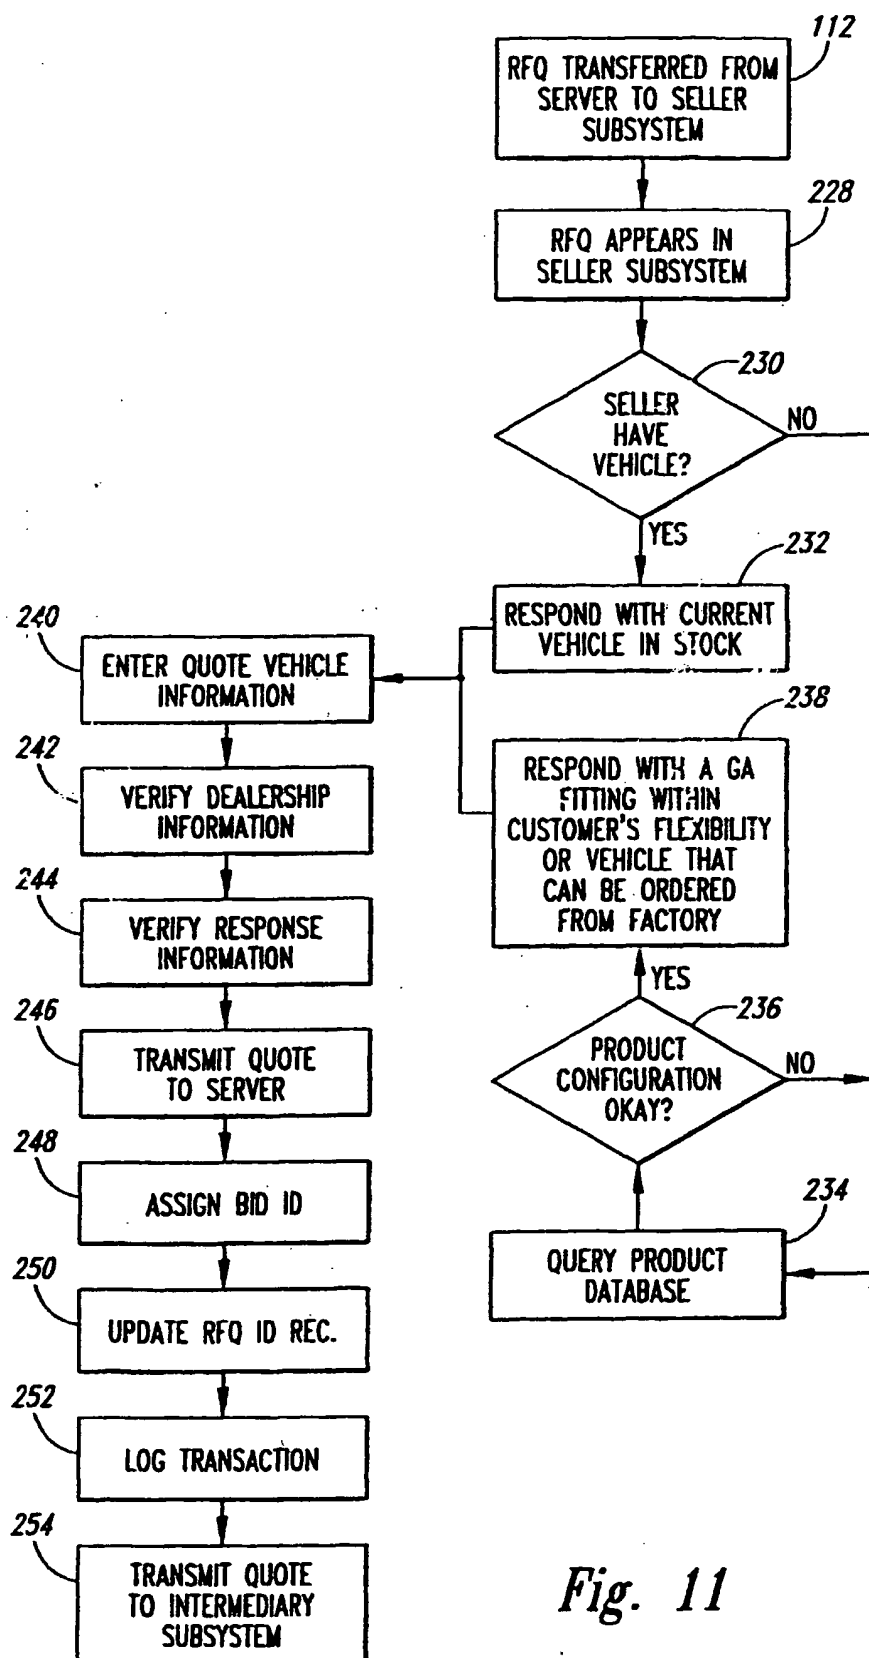 112
RFQ TRANSFERRED FROM
SERVER TO SELLER
SUBSYSTEM
228
RFQ APPEARS IN
SELLER SUBSYSTEM
230
SELLER
HAVE
VEHICLE?
NO
YES
232
RESPOND WITH CURRENT
VEHICLE IN STOCK
238
RESPOND WITH A GA
FITTING WITHIN
CUSTOMER'S FLEXIBILITY
OR VEHICLE THAT
CAN BE ORDERED
FROM FACTORY
YES
236
PRODUCT
CONFIGURATION
OKAY?
NO
234
QUERY PRODUCT
DATABASE
240
ENTER QUOTE VEHICLE
INFORMATION
242
VERIFY DEALERSHIP
INFORMATION
244
VERIFY RESPONSE
INFORMATION
246
TRANSMIT QUOTE
TO SERVER
248
ASSIGN BID ID
250
UPDATE RFQ ID REC.
252
LOG TRANSACTION
254
TRANSMIT QUOTE
TO INTERMEDIARY
SUBSYSTEM
Fig. 11